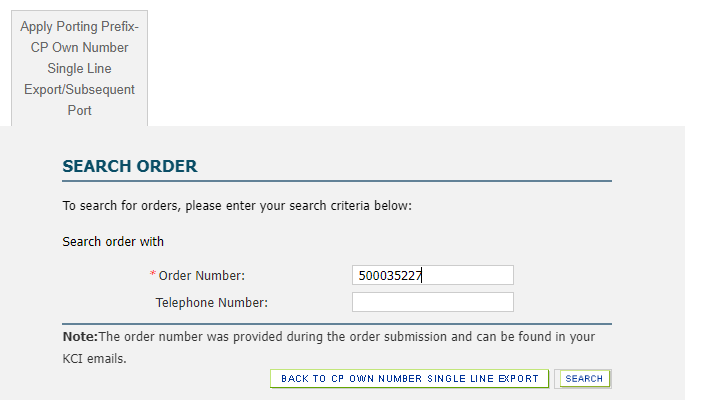 Apply Porting Prefix-
CP Own Number
Single Line
Export/Subsequent
Port
SEARCH ORDER
To search for orders, please enter your search criteria below:
Search order with
* Order Number: 500035227
Telephone Number:
Note:The order number was provided during the order submission and can be found in your
KCI emails.
BACK TO CP OWN NUMBER SINGLE LINE EXPORT SEARCH